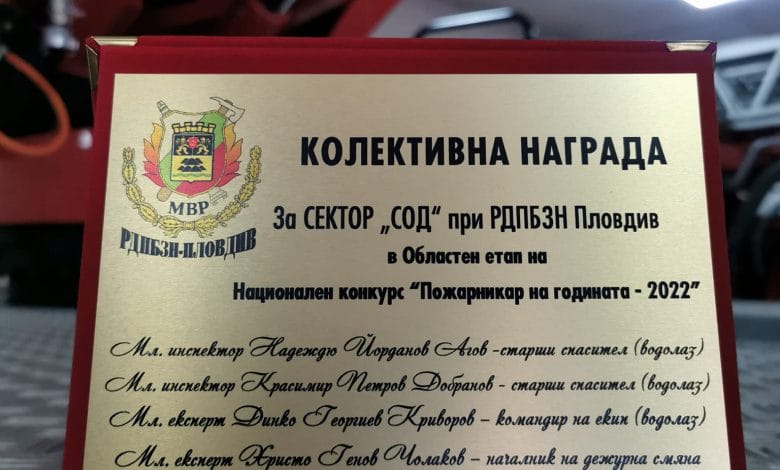 КОЛЕКТИВНА НАГРАДА
МВР
РДПБЗН-ПЛОВДИВ
За СЕКТОР „СОД“ при РДПБЗН Пловдив
в Областен етап на
Национален конкурс “Пожарникар на годината - 2022”
Мл. инспектор Надеждю Йорданов Агов -старши спасител (водолаз)
Мл. инспектор Красимир Петров Добранов - старши спасител (водолаз)
Мл. експерт Динко Георгиев Криворов – командир на екип (водолаз)
Мл. експерт Христо Генов Чолаков – началник на дежурна смяна